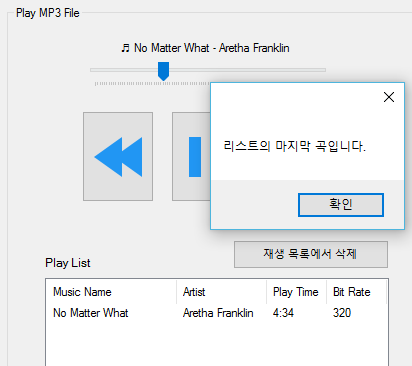 Play MP3 File
♬ No Matter What - Aretha Franklin
리스트의 마지막 곡입니다.
확인
재생 목록에서 삭제
Play List
Music Name Artist Play Time Bit Rate
No Matter What Aretha Franklin 4:34 320